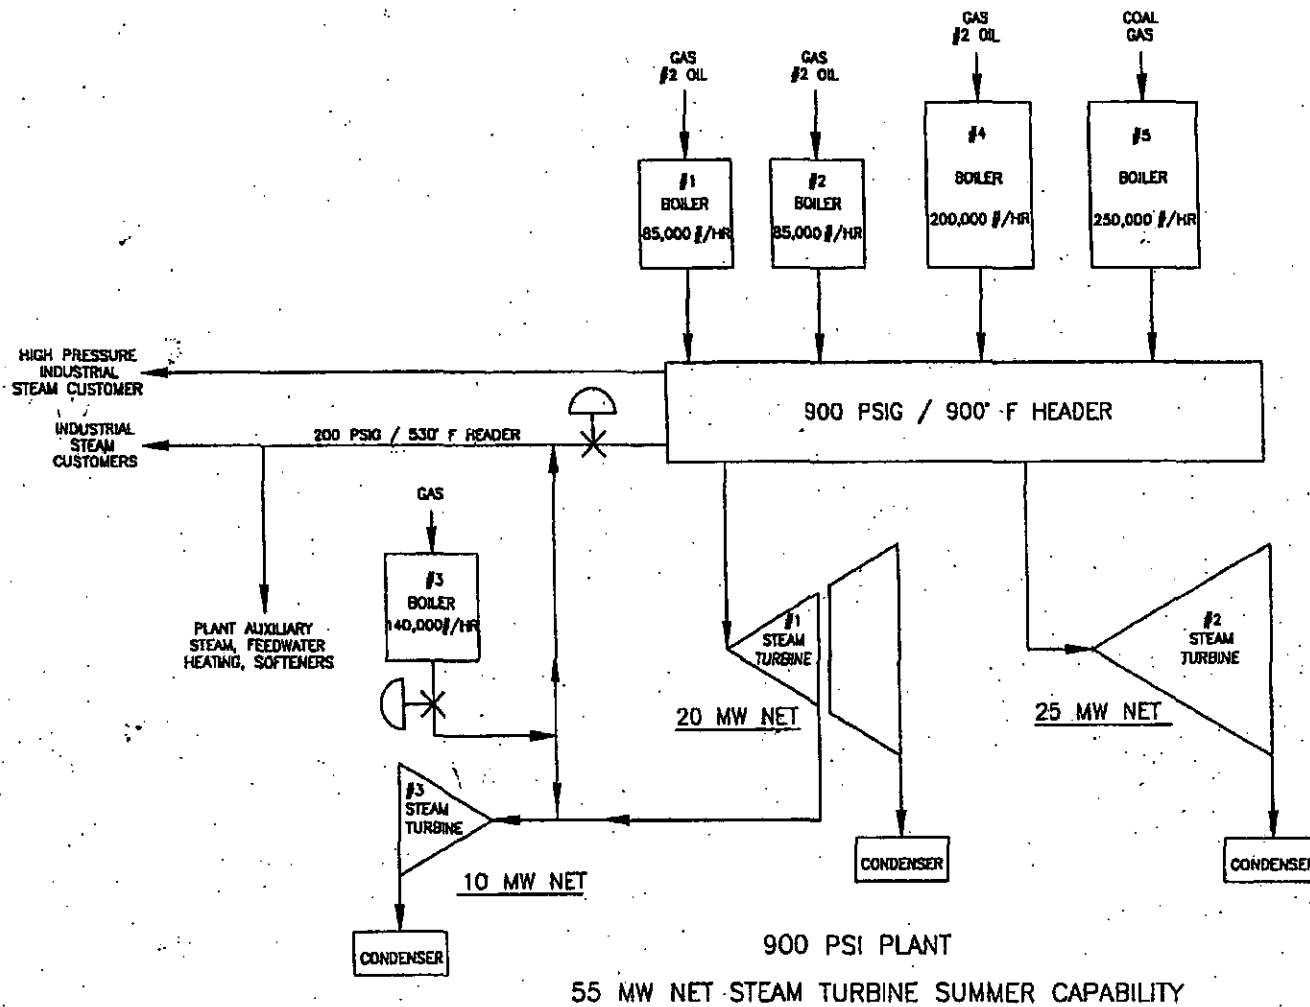 GAS
#2 OIL
GAS
#2 OIL
GAS
#2 OIL
COAL
GAS
#1
BOILER
85,000 #/HR
#2
BOILER
85,000 #/HR
#4
BOILER
200,000 #/HR
#5
BOILER
250,000 #/HR
HIGH PRESSURE
INDUSTRIAL
STEAM CUSTOMER
900 PSIG / 900° F HEADER
INDUSTRIAL
STEAM
CUSTOMERS
200 PSIG / 530° F HEADER
GAS
#3
BOILER
140,000#/HR
PLANT AUXILIARY
STEAM, FEEDWATER
HEATING, SOFTENERS
#1
STEAM
TURBINE
20 MW NET
#2
STEAM
TURBINE
25 MW NET
#3
STEAM
TURBINE
10 MW NET
CONDENSER
CONDENSER
CONDENSER
900 PSI PLANT
55 MW NET STEAM TURBINE SUMMER CAPABILITY